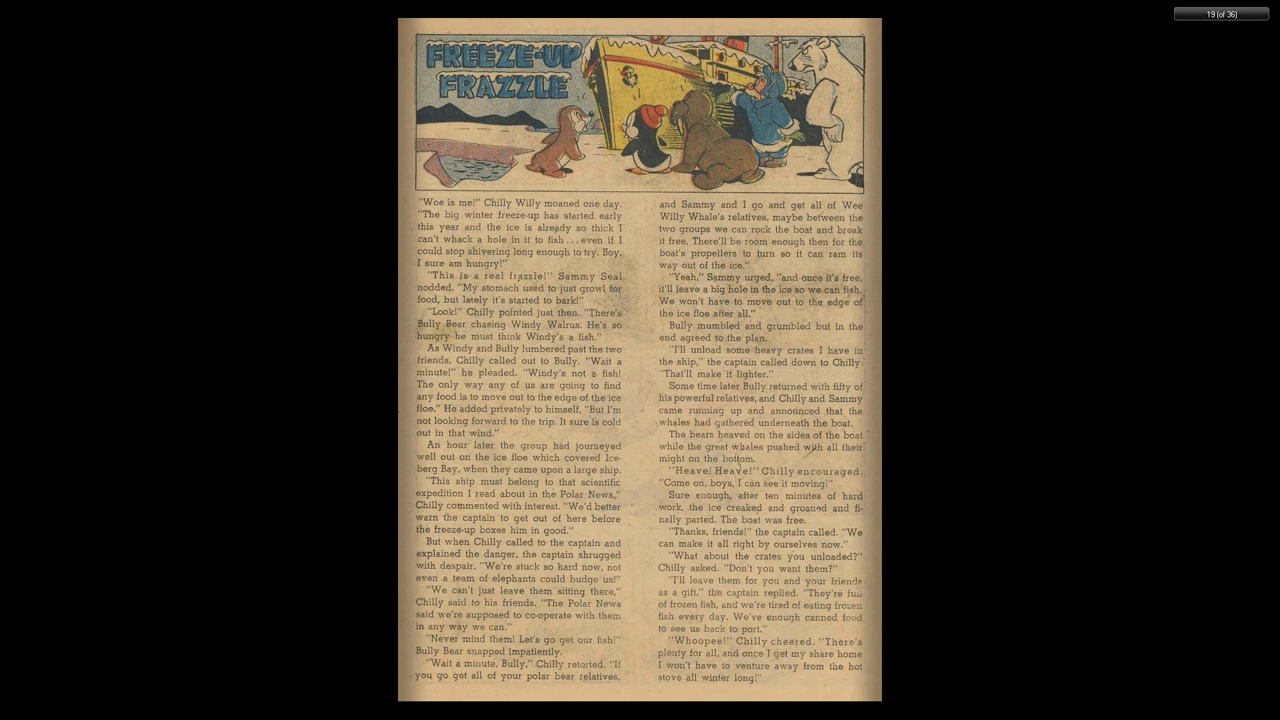 19 (of 36)
FREEZE-UP
FRAZZLE
"Woe is me!" Chilly Willy moaned one day.
"The big winter freeze-up has started early
this year and the ice is already so thick I
can't whack a hole in it to fish . . . even if I
could stop shivering long enough to try. Boy,
I sure am hungry!"
"This is a real frazzle!" Sammy Seal
nodded. "My stomach used to just growl for
food, but lately it's started to bark!"
"Look!" Chilly pointed just then. "There's
Bully Bear chasing Windy Walrus. He's so
hungry he must think Windy's a fish."
As Windy and Bully lumbered past the two
friends, Chilly called out to Bully. "Wait a
minute!" he pleaded. "Windy's not a fish!
The only way any of us are going to find
any food is to move out to the edge of the ice
floe." He added privately to himself, "But I'm
not looking forward to the trip. It sure is cold
out in that wind."
An hour later the group had journeyed
well out on the ice floe which covered Ice-
berg Bay, when they came upon a large ship.
"This ship must belong to that scientific
expedition I read about in the Polar News,"
Chilly commented with interest. "We'd better
warn the captain to get out of here before
the freeze-up boxes him in for good."
But when Chilly called to the captain and
explained the danger, the captain shrugged
with despair. "We're stuck so hard now, not
even a team of elephants could budge us!"
"We can't just leave them sitting there,"
Chilly said to his friends. "The Polar News
said we're supposed to co-operate with them
in any way we can."
"Never mind them! Let's go get our fish!"
Bully Bear snapped impatiently.
"Wait a minute, Bully," Chilly retorted. "If
you go get all of your polar bear relatives,
and Sammy and I go and get all of Wee
Willy Whale's relatives, maybe between the
two groups we can rock the boat and break
it free. There'll be room enough then for the
boat's propellers to turn so it can ram its
way out of the ice."
"Yeah," Sammy urged, "and once it's free,
it'll leave a big hole in the ice so we can fish.
We won't have to move out to the edge of
the ice floe after all."
Bully mumbled and grumbled but in the
end agreed to the plan.
"I'll unload some heavy crates I have in
the ship," the captain called down to Chilly.
"That'll make it lighter."
Some time later Bully returned with fifty of
his powerful relatives, and Chilly and Sammy
came running up and announced that the
whales had gathered underneath the boat.
The bears heaved on the sides of the boat
while the great whales pushed with all their
might on the bottom.
"Heave! Heave!" Chilly encouraged.
"Come on, boys, I can see it moving!"
Sure enough, after ten minutes of hard
work, the ice creaked and groaned and fi-
nally parted. The boat was free.
"Thanks, friends!" the captain called. "We
can make it all right by ourselves now."
"What about the crates you unloaded?"
Chilly asked. "Don't you want them?"
"I'll leave them for you and your friends
as a gift," the captain replied. "They're full
of frozen fish, and we're tired of eating frozen
fish every day. We've enough canned food
to see us back to port."
"Whoopee!" Chilly cheered. "There's
plenty for all, and once I get my share home
I won't have to venture away from the hot
stove all winter long!"